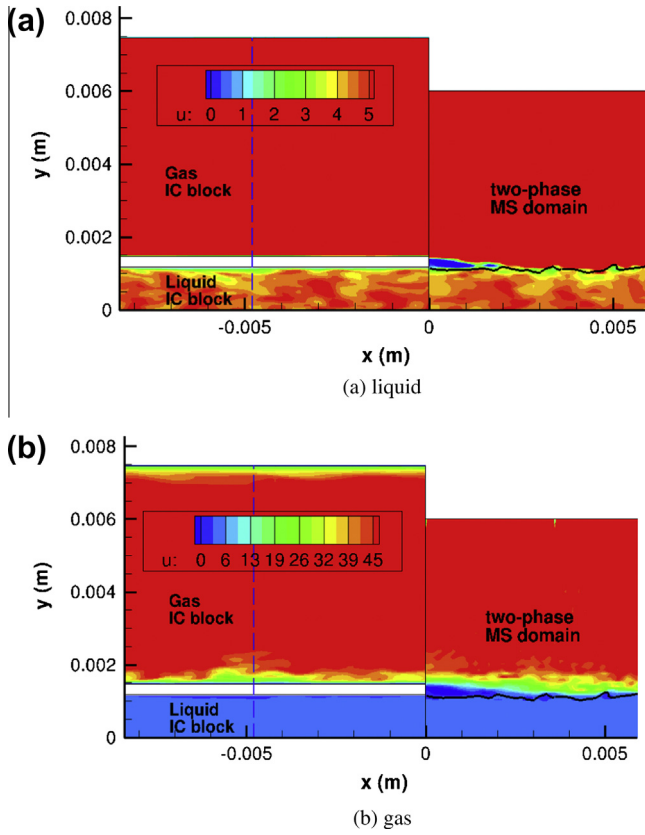 (a)
0.008
0.006
0.004
0.002
0
y (m)
u: 0 1 2 3 4 5
Gas
IC block
two-phase
MS domain
Liquid
IC block
-0.005 0 0.005
x (m)
(a) liquid
(b)
0.008
0.006
0.004
0.002
0
y (m)
u: 0 6 13 19 26 32 39 45
Gas
IC block
two-phase
MS domain
Liquid
IC block
-0.005 0 0.005
x (m)
(b) gas